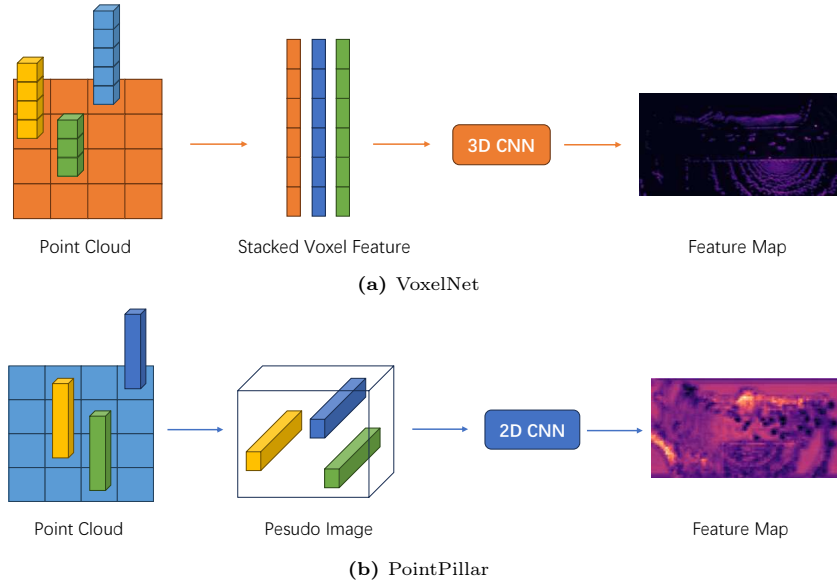 3D CNN
Point Cloud
Stacked Voxel Feature
Feature Map
(a) VoxelNet
2D CNN
Point Cloud
Pesudo Image
Feature Map
(b) PointPillar